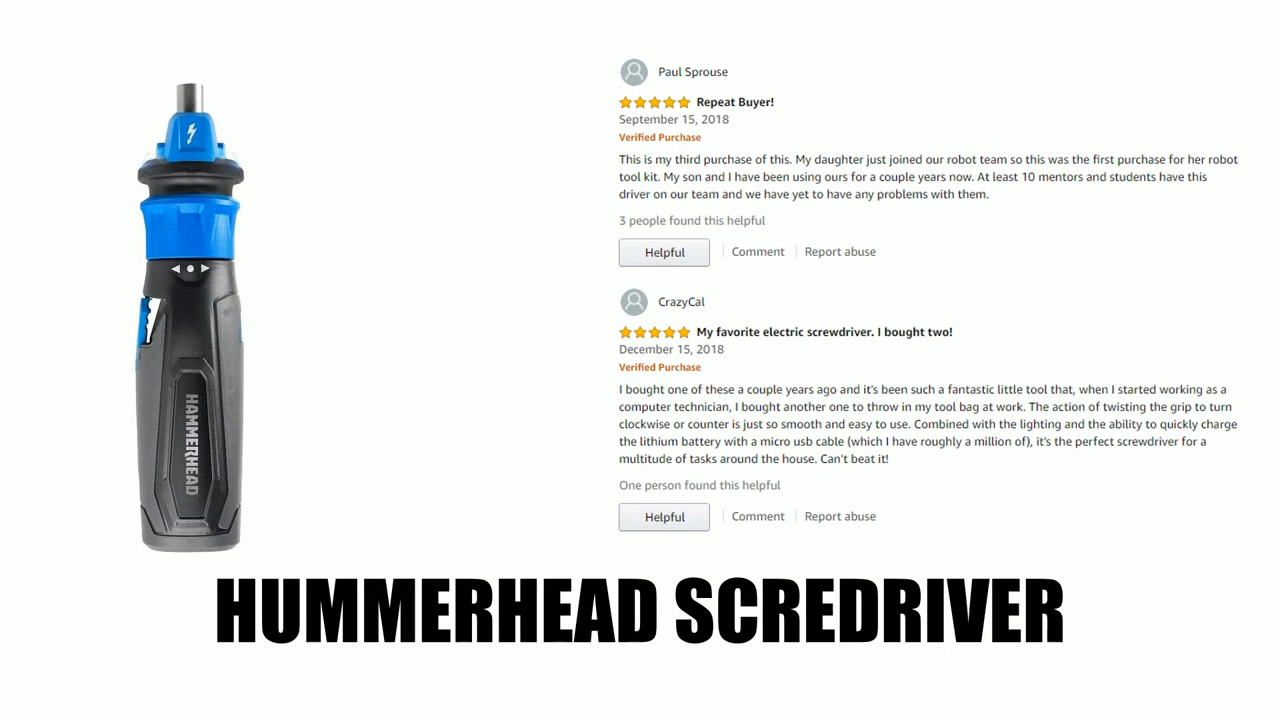 HAMMERHEAD
Paul Sprouse
Repeat Buyer!
September 15, 2018
Verified Purchase
This is my third purchase of this. My daughter just joined our robot team so this was the first purchase for her robot
tool kit. My son and I have been using ours for a couple years now. At least 10 mentors and students have this
driver on our team and we have yet to have any problems with them.
3 people found this helpful
Helpful Comment Report abuse
CrazyCal
My favorite electric screwdriver. I bought two!
December 15, 2018
Verified Purchase
I bought one of these a couple years ago and it's been such a fantastic little tool that, when I started working as a
computer technician, I bought another one to throw in my tool bag at work. The action of twisting the grip to turn
clockwise or counter is just so smooth and easy to use. Combined with the lighting and the ability to quickly charge
the lithium battery with a micro usb cable (which I have roughly a million of), it's the perfect screwdriver for a
multitude of tasks around the house. Can't beat it!
One person found this helpful
Helpful Comment Report abuse
HUMMERHEAD SCREDRIVER